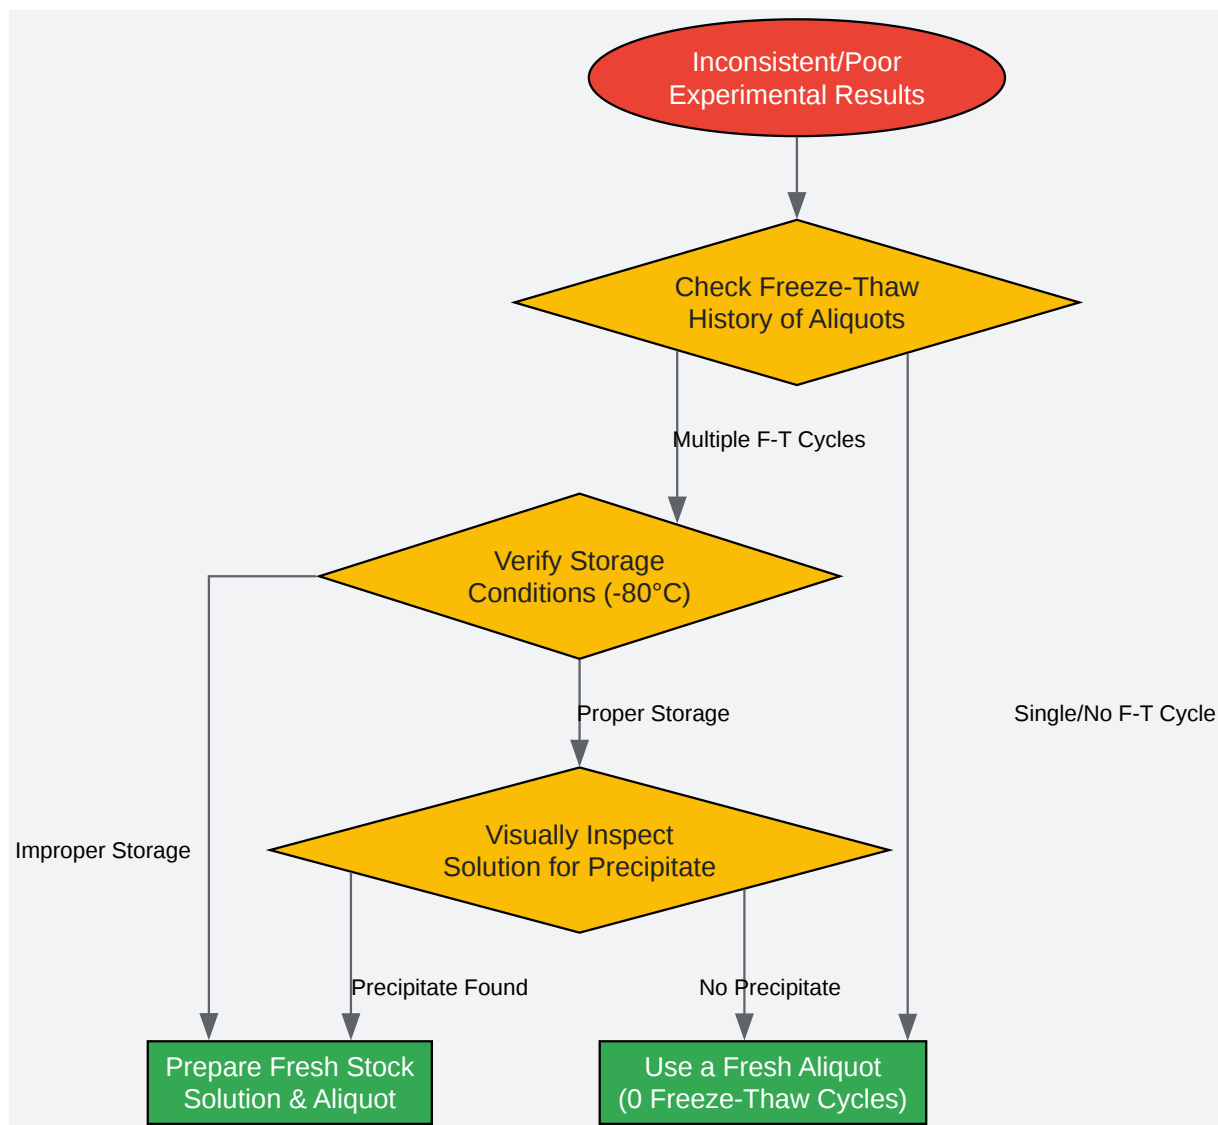 Inconsistent/Poor
Experimental Results
Check Freeze-Thaw
History of Aliquots
Multiple F-T Cycles
Verify Storage
Conditions (-80°C)
Proper Storage
Single/No F-T Cycle
Visually Inspect
Solution for Precipitate
Improper Storage
Precipitate Found
No Precipitate
Prepare Fresh Stock
Solution & Aliquot
Use a Fresh Aliquot
(0 Freeze-Thaw Cycles)